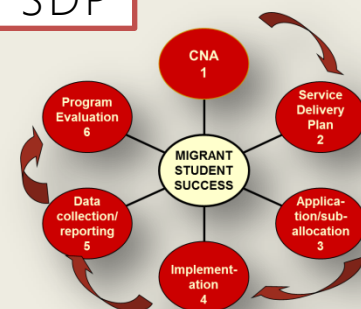 SDP
CNA
1
Service
Delivery
Plan
2
Applica-
tion/sub-
allocation
3
Implement-
ation
4
Data
collection/
reporting
5
Program
Evaluation
6
MIGRANT
STUDENT
SUCCESS